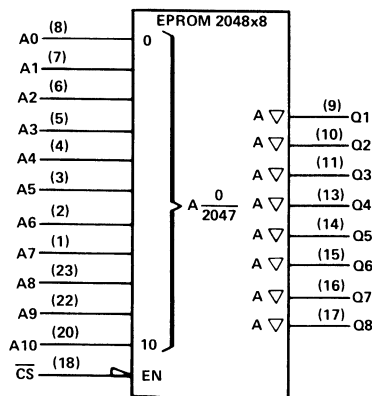 EPROM 2048x8
A0 (8) 0
A1 (7)
A2 (6)
A3 (5)
A4 (4)
A5 (3)
A6 (2)
A7 (1)
A8 (23)
A9 (22)
A10 (20) 10
CS (18) EN
A 0
2047
A ▽ (9) Q1
A ▽ (10) Q2
A ▽ (11) Q3
A ▽ (13) Q4
A ▽ (14) Q5
A ▽ (15) Q6
A ▽ (16) Q7
A ▽ (17) Q8